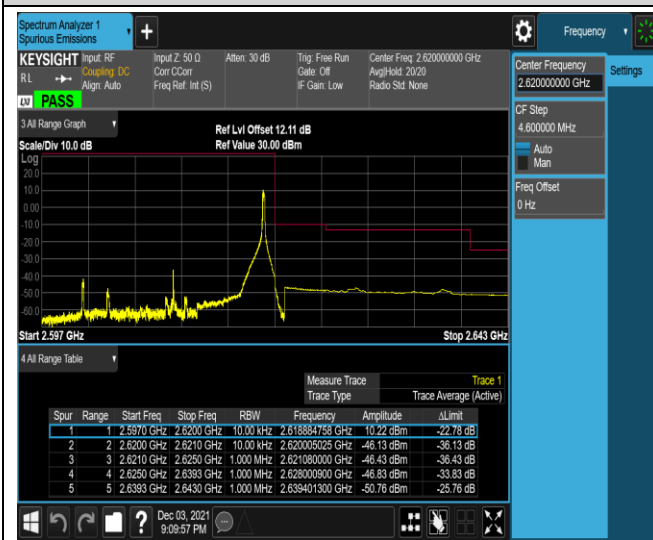 Spectrum Analyzer 1
Spurious Emissions
+
Frequency
KEYSIGHT Input: RF Input Z: 50 Ω Atten: 30 dB Trig: Free Run Center Freq: 2.620000000 GHz
Coupling: DC Corr CCorr Gate: Off Avg|Hold: 20/20
RL Align: Auto Freq Ref: Int (S) IF Gain: Low Radio Std: None
LXI PASS
Center Frequency
2.620000000 GHz
Settings
CF Step
4.600000 MHz
Auto
Man
Freq Offset
0 Hz
3 All Range Graph
Ref Lvl Offset 12.11 dB
Scale/Div 10.0 dB Ref Value 30.00 dBm
Log
20.0
10.0
0.00
-10.0
-20.0
-30.0
-40.0
-50.0
-60.0
Start 2.597 GHz Stop 2.643 GHz
4 All Range Table
Measure Trace Trace 1
Trace Type Trace Average (Active)
Spur Range Start Freq Stop Freq RBW Frequency Amplitude ΔLimit
1 1 2.5970 GHz 2.6200 GHz 10.00 kHz 2.618884758 GHz 10.22 dBm -22.78 dB
2 2 2.6200 GHz 2.6210 GHz 10.00 kHz 2.620005025 GHz -46.13 dBm -36.13 dB
3 3 2.6210 GHz 2.6250 GHz 1.000 MHz 2.621080000 GHz -46.43 dBm -36.43 dB
4 4 2.6250 GHz 2.6393 GHz 1.000 MHz 2.628000900 GHz -46.83 dBm -33.83 dB
5 5 2.6393 GHz 2.6430 GHz 1.000 MHz 2.639401300 GHz -50.76 dBm -25.76 dB
?
Dec 03, 2021
9:09:57 PM